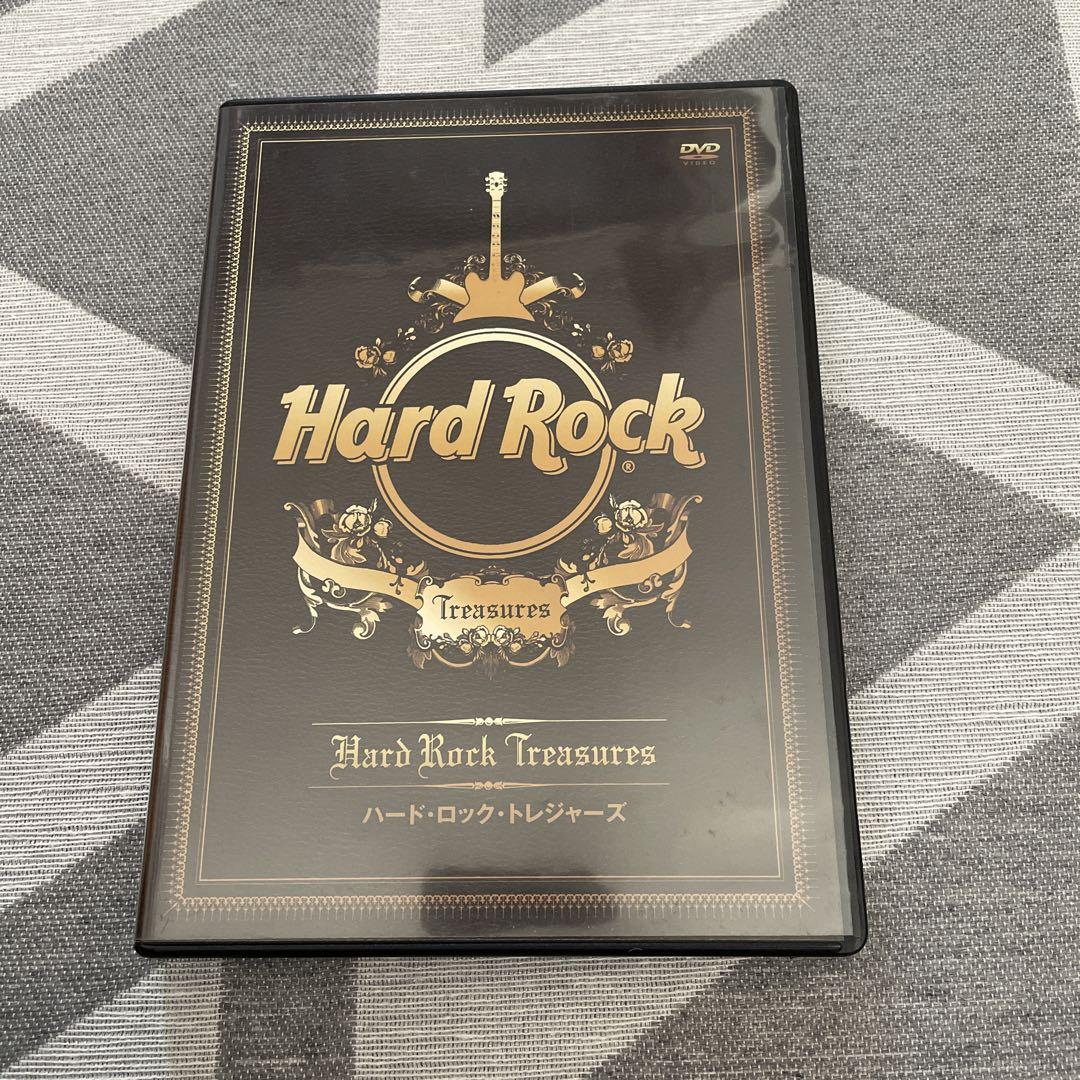 DVD
VIDEO
Hard Rock
®
Treasures
Hard Rock Treasures
ハード・ロック・トレジャーズ